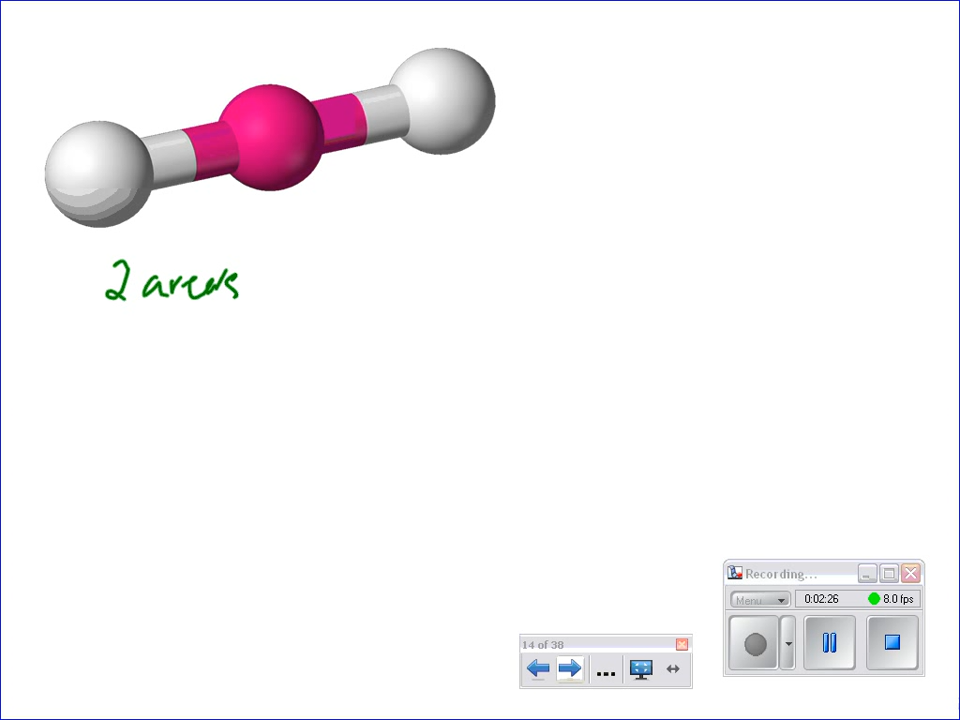 2 areas
Recording...
Menu
0:02:26
8.0 fps
14 of 38
...